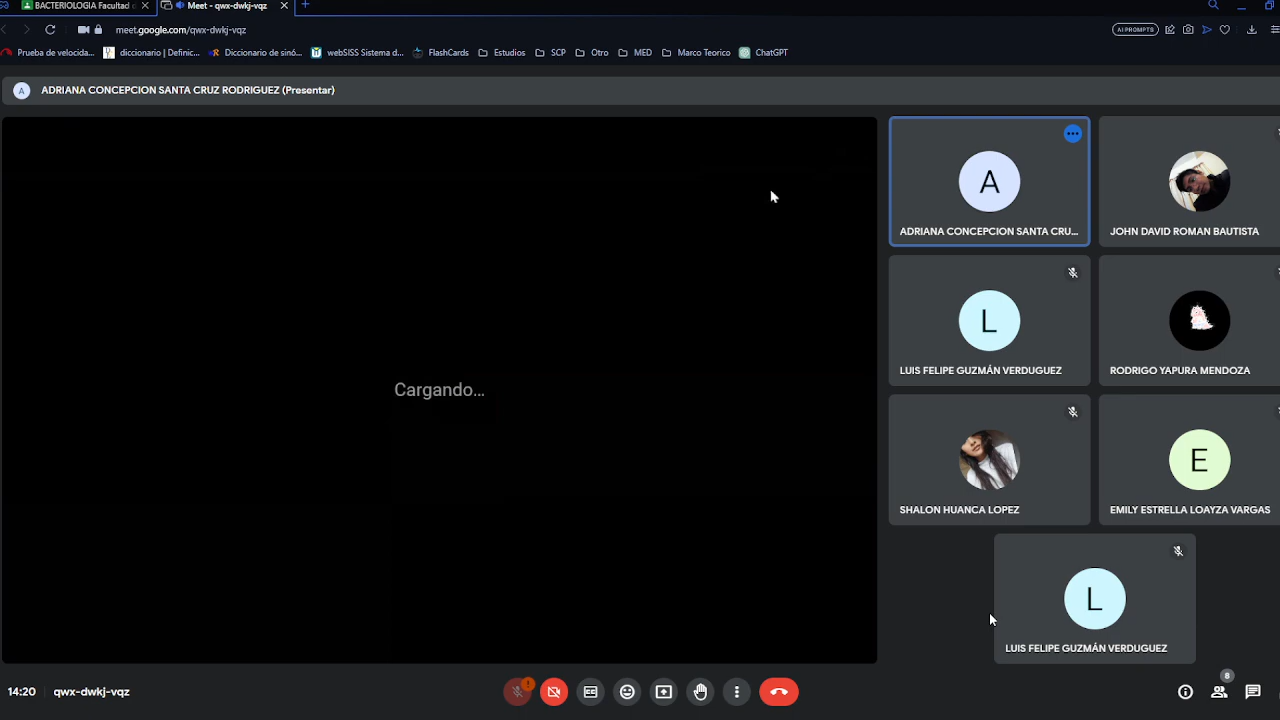 BACTERIOLOGIA Facultad d
Meet - qwx-dwkj-vqz
meet.google.com/qwx-dwkj-vqz
AI PROMPTS
Prueba de velocida...
diccionario | Definic...
Diccionario de sinó...
webSISS Sistema d...
FlashCards
Estudios
SCP
Otro
MED
Marco Teorico
ChatGPT
A
ADRIANA CONCEPCION SANTA CRUZ RODRIGUEZ (Presentar)
Cargando...
A
ADRIANA CONCEPCION SANTA CRU...
JOHN DAVID ROMAN BAUTISTA
L
LUIS FELIPE GUZMÁN VERDUGUEZ
RODRIGO YAPURA MENDOZA
SHALON HUANCA LOPEZ
E
EMILY ESTRELLA LOAYZA VARGAS
L
LUIS FELIPE GUZMÁN VERDUGUEZ
14:20
qwx-dwkj-vqz
8